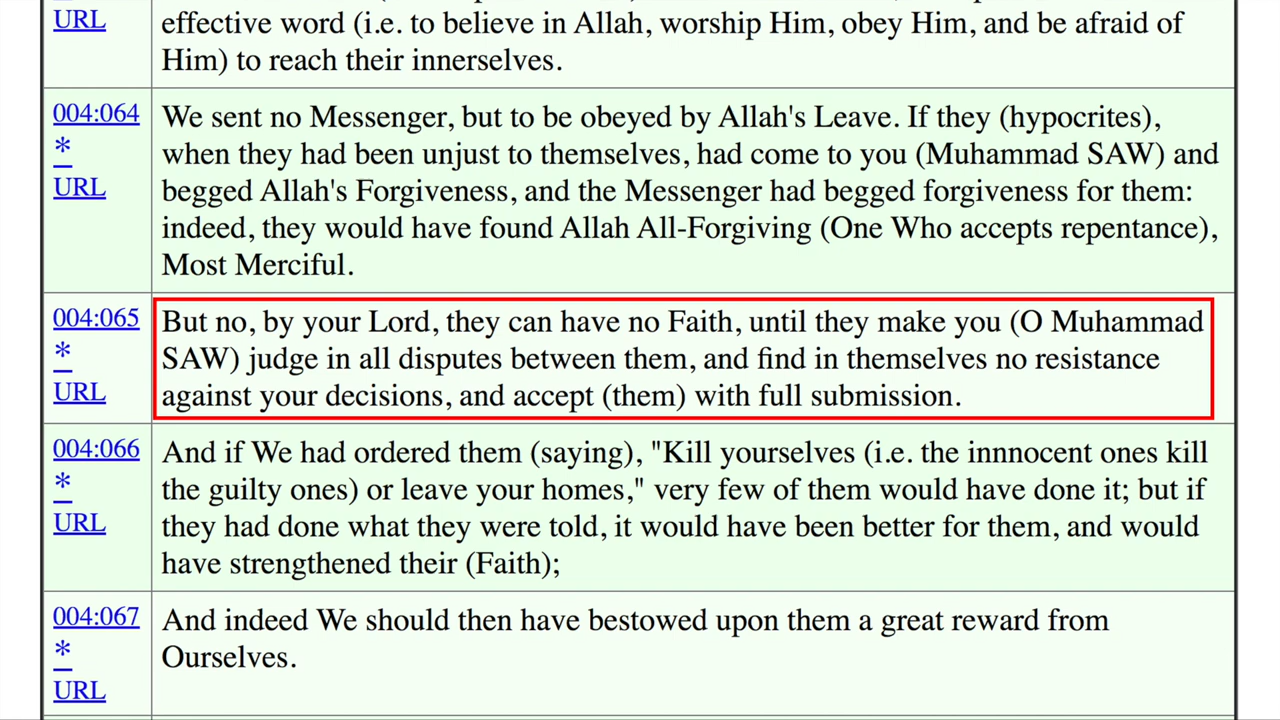 URL
effective word (i.e. to believe in Allah, worship Him, obey Him, and be afraid of
Him) to reach their innerselves.
004:064
*
URL
We sent no Messenger, but to be obeyed by Allah's Leave. If they (hypocrites),
when they had been unjust to themselves, had come to you (Muhammad SAW) and
begged Allah's Forgiveness, and the Messenger had begged forgiveness for them:
indeed, they would have found Allah All-Forgiving (One Who accepts repentance),
Most Merciful.
004:065
*
URL
But no, by your Lord, they can have no Faith, until they make you (O Muhammad
SAW) judge in all disputes between them, and find in themselves no resistance
against your decisions, and accept (them) with full submission.
004:066
*
URL
And if We had ordered them (saying), "Kill yourselves (i.e. the innnocent ones kill
the guilty ones) or leave your homes," very few of them would have done it; but if
they had done what they were told, it would have been better for them, and would
have strengthened their (Faith);
004:067
*
URL
And indeed We should then have bestowed upon them a great reward from
Ourselves.